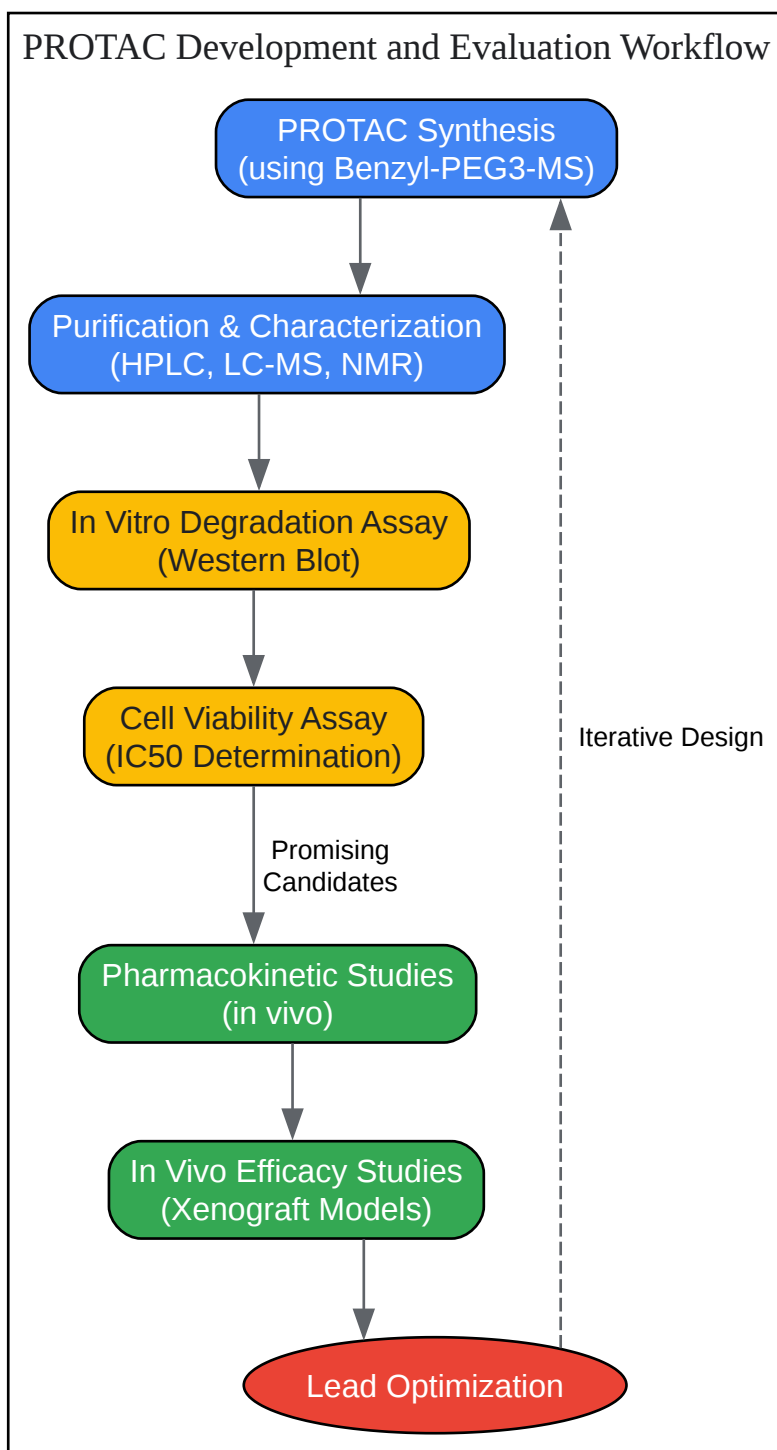 PROTAC Development and Evaluation Workflow
PROTAC Synthesis
(using Benzyl-PEG3-MS)
Purification & Characterization
(HPLC, LC-MS, NMR)
In Vitro Degradation Assay
(Western Blot)
Cell Viability Assay
(IC50 Determination)
Iterative Design
Promising
Candidates
Pharmacokinetic Studies
(in vivo)
In Vivo Efficacy Studies
(Xenograft Models)
Lead Optimization